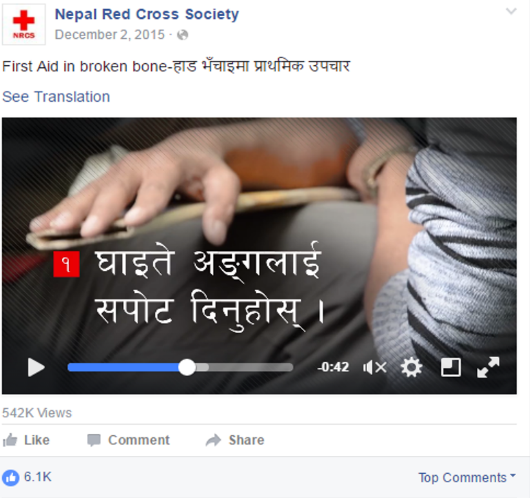 NRCS
Nepal Red Cross Society
December 2, 2015 ·
First Aid in broken bone-हाड भँचाइमा प्राथमिक उपचार
See Translation
१ घाइते अङ्गलाई
सपोट दिनुहोस् ।
-0:42
542K Views
Like Comment Share
6.1K Top Comments